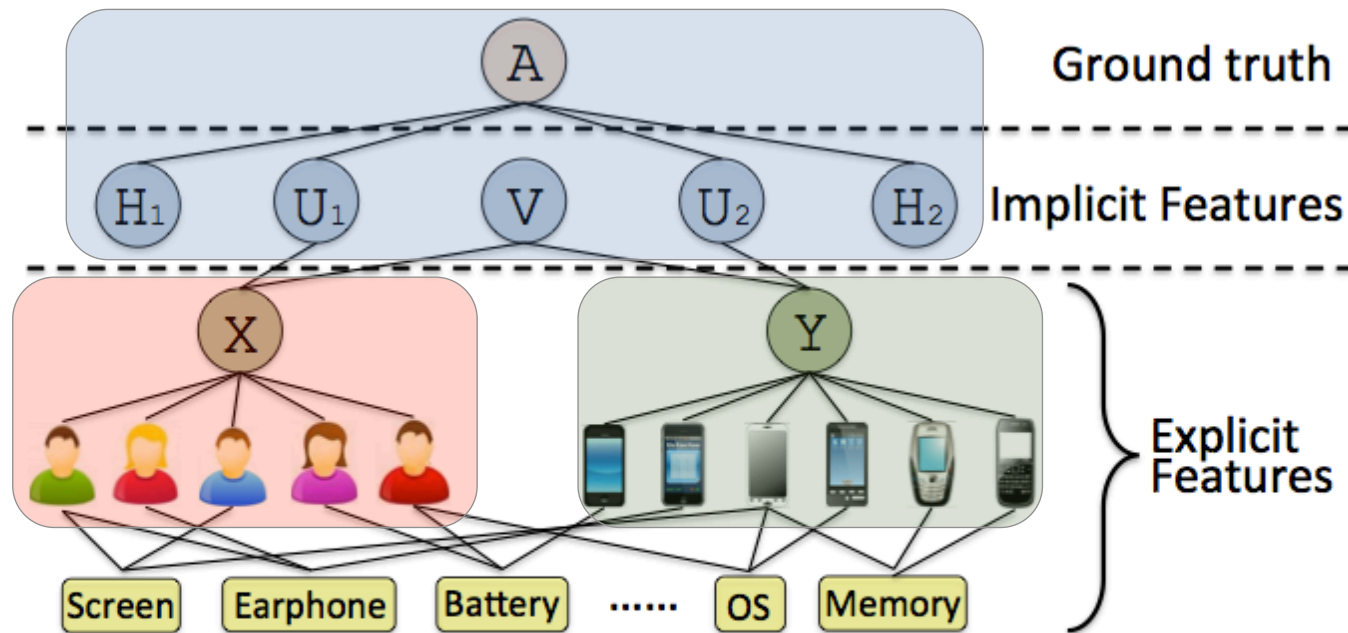 A
Ground truth
H1 U1 V U2 H2
Implicit Features
X Y
Explicit
Features
Screen Earphone Battery ...... OS Memory